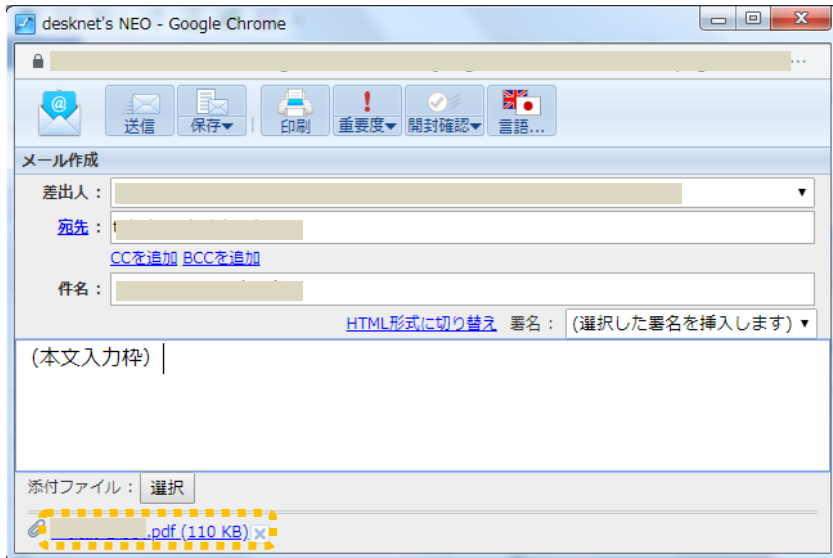 desknet's NEO - Google Chrome
...
送信 保存▼ 印刷 重要度▼ 開封確認▼ 言語...
メール作成
差出人：
宛先： t
CCを追加 BCCを追加
件名：
HTML形式に切り替え 署名： (選択した署名を挿入します)
(本文入力枠)
添付ファイル： 選択
.pdf (110 KB)